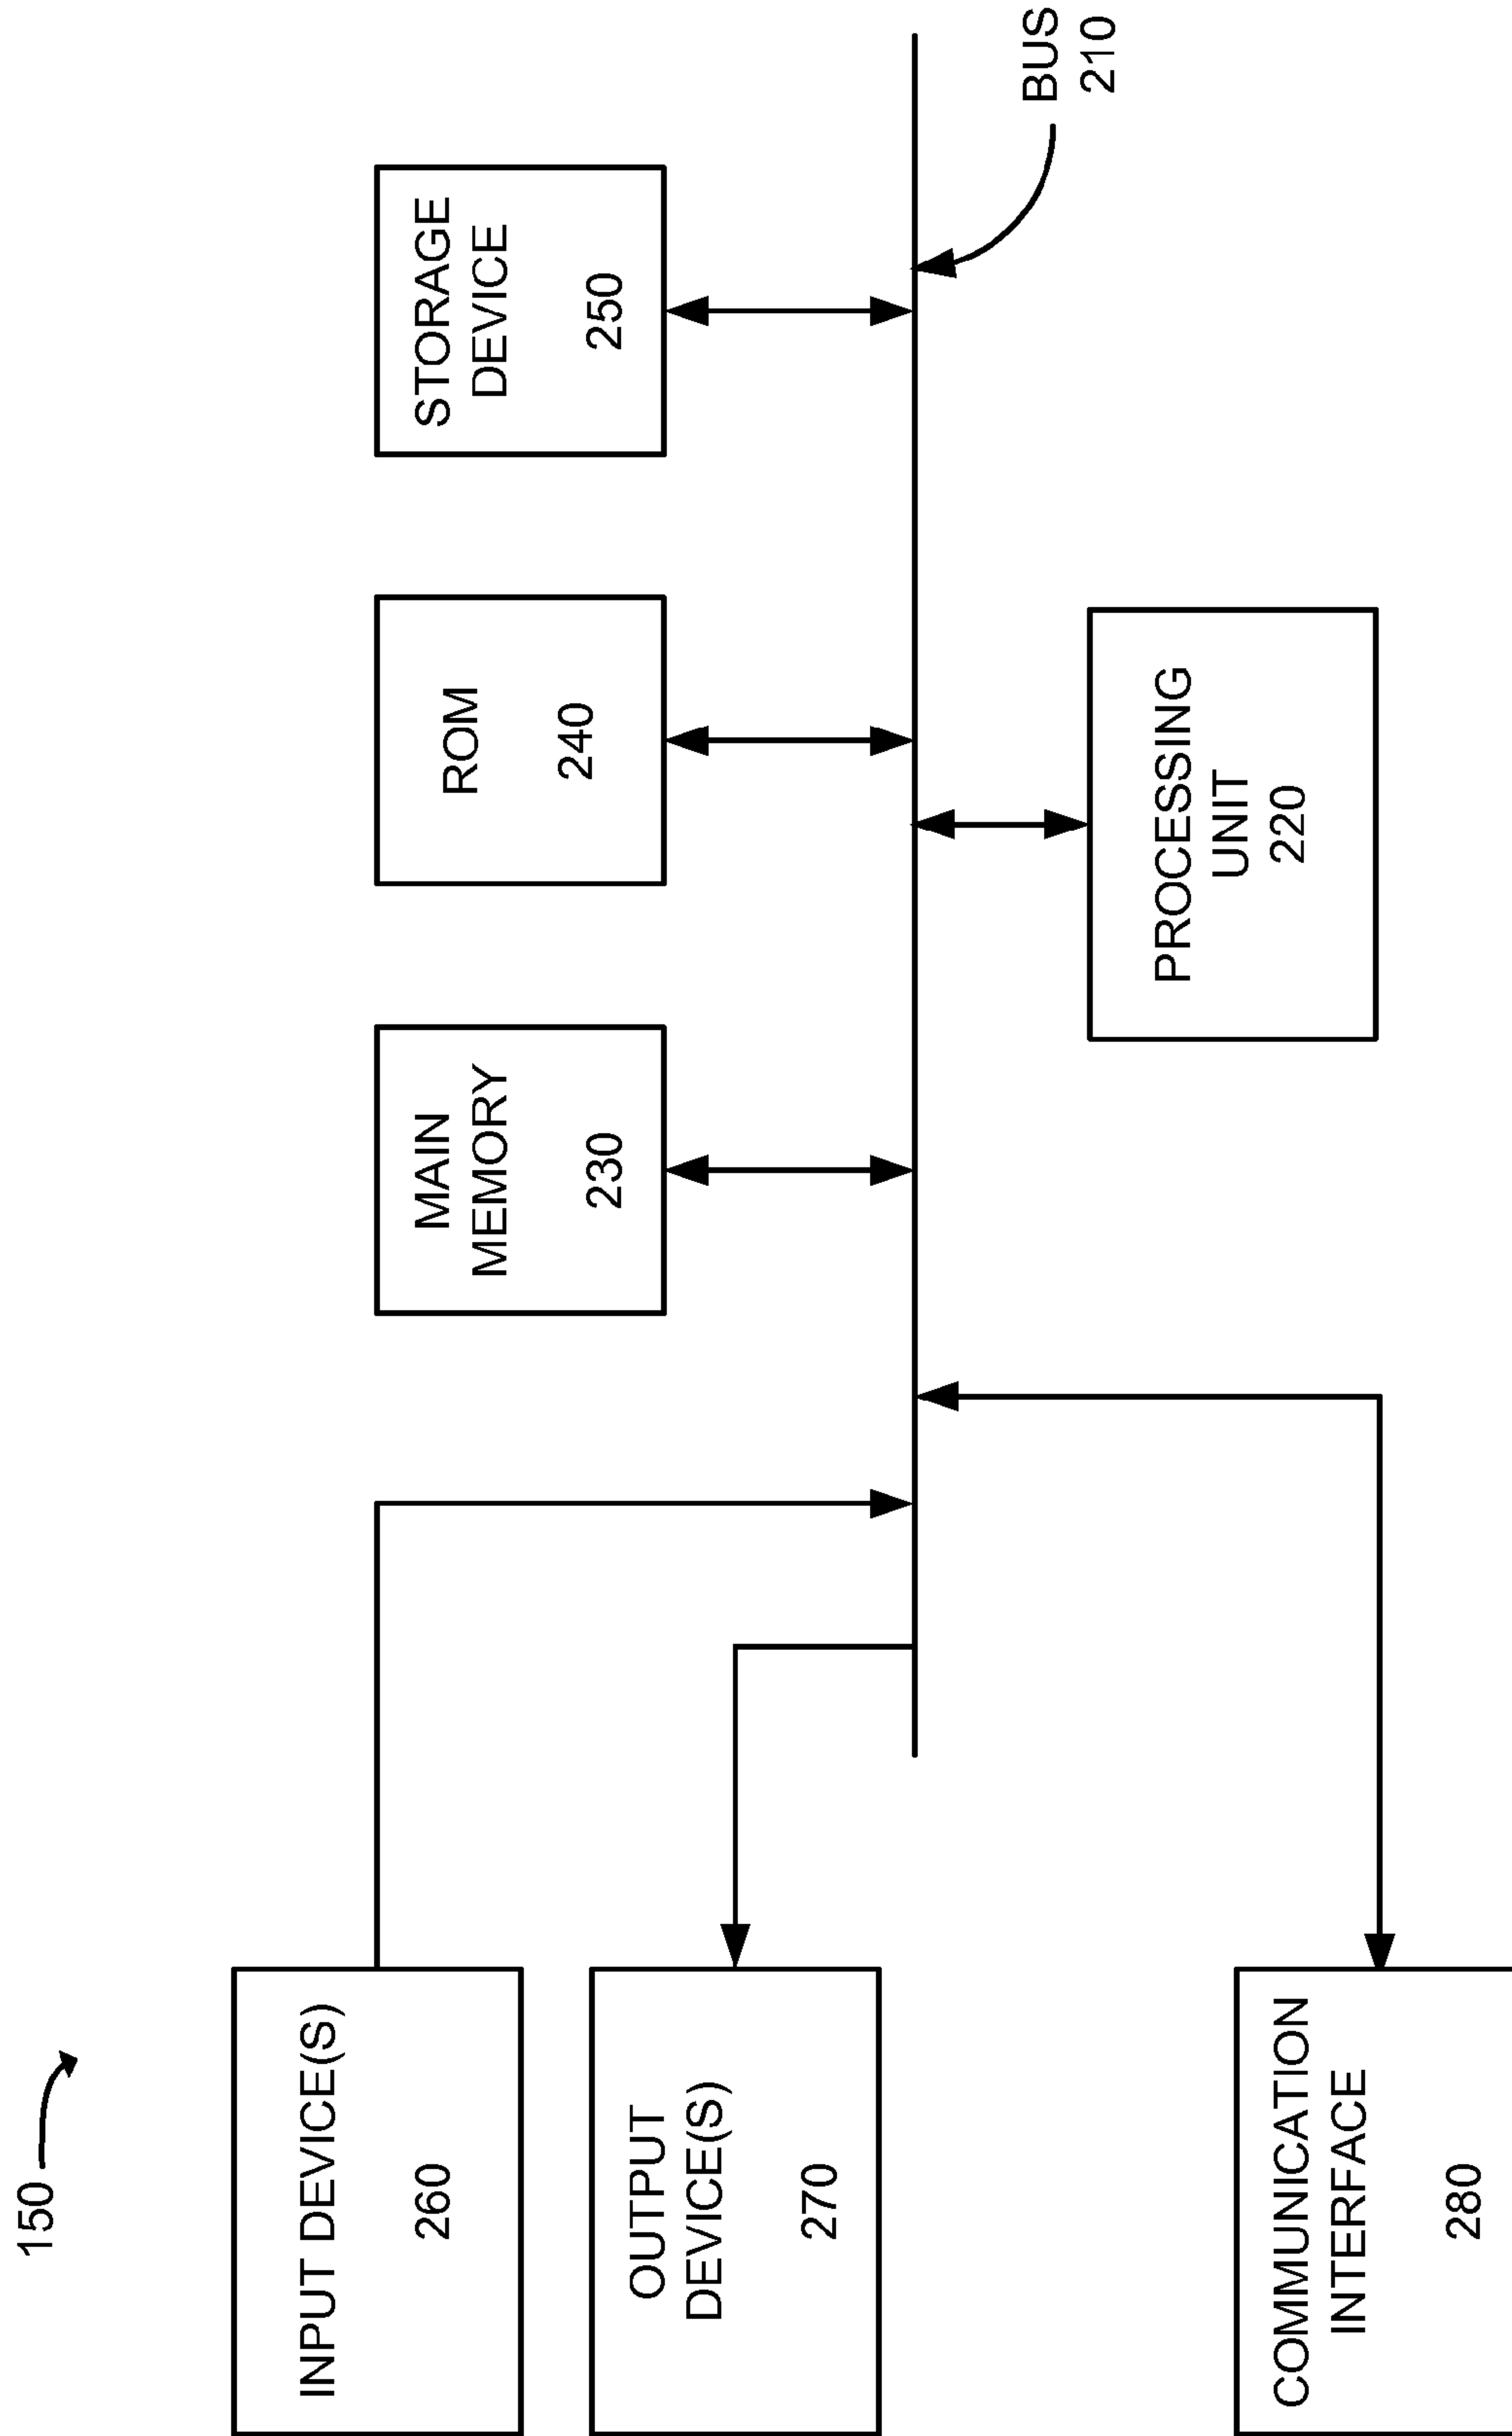 150
INPUT DEVICE(S)
260
MAIN
MEMORY
230
ROM
240
STORAGE
DEVICE
250
OUTPUT
DEVICE(S)
270
BUS
210
PROCESSING
UNIT
220
COMMUNICATION
INTERFACE
280